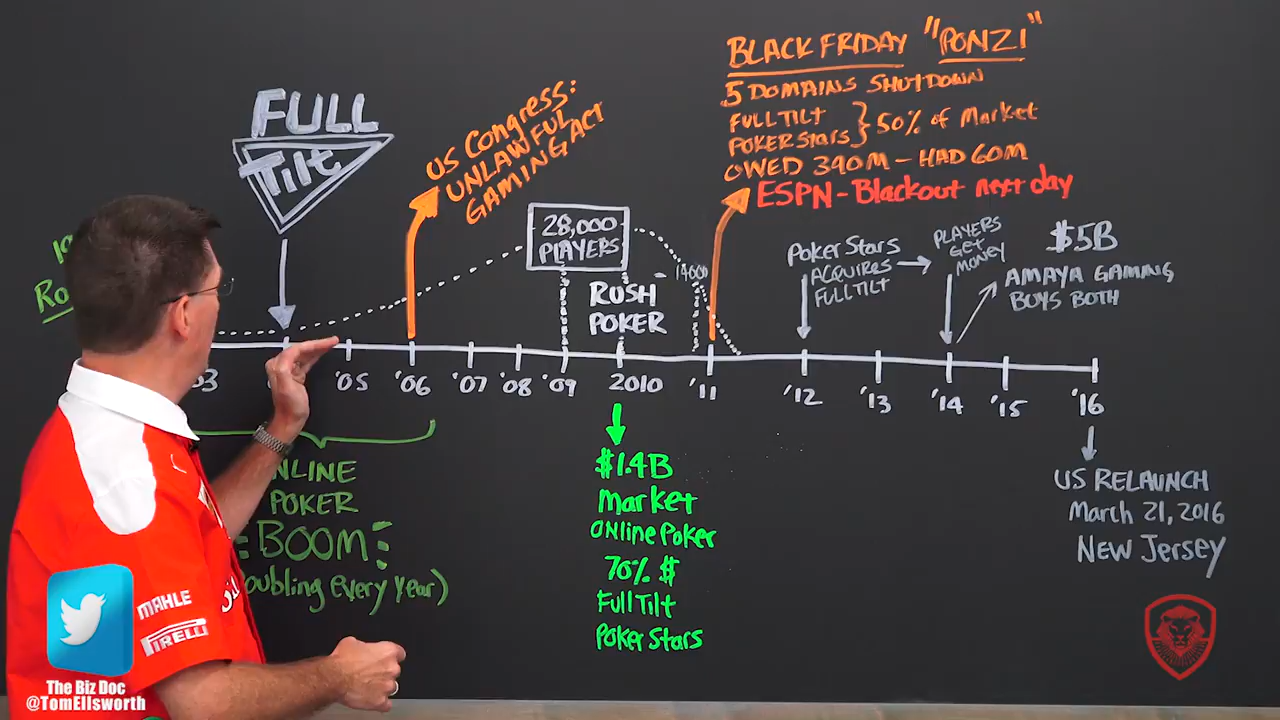 BLACK FRIDAY "PONZI"
5 DOMAINS SHUTDOWN
FULL TILT
POKERSTARS } 50% of Market
OWED 390M - HAD 60M
ESPN - Blackout next day
FULL
Tilt
US Congress:
UNLAWFUL
GAMING ACT
28,000
PLAYERS
14000
RUSH
POKER
Poker Stars
ACQUIRES
FULLTILT
PLAYERS
GET
MONEY
$5B
AMAYA GAMING
BUYS BOTH
03 '05 '06 '07 '08 '09 2010 '11 '12 '13 '14 '15 '16
NLINE
POKER
BOOM
oubling every year)
$1.4B
Market
Online Poker
70% $
Full Tilt
Poker Stars
US RELAUNCH
March 21, 2016
New Jersey
MAHLE
PIRELLI
The Biz Doc
@TomEllsworth